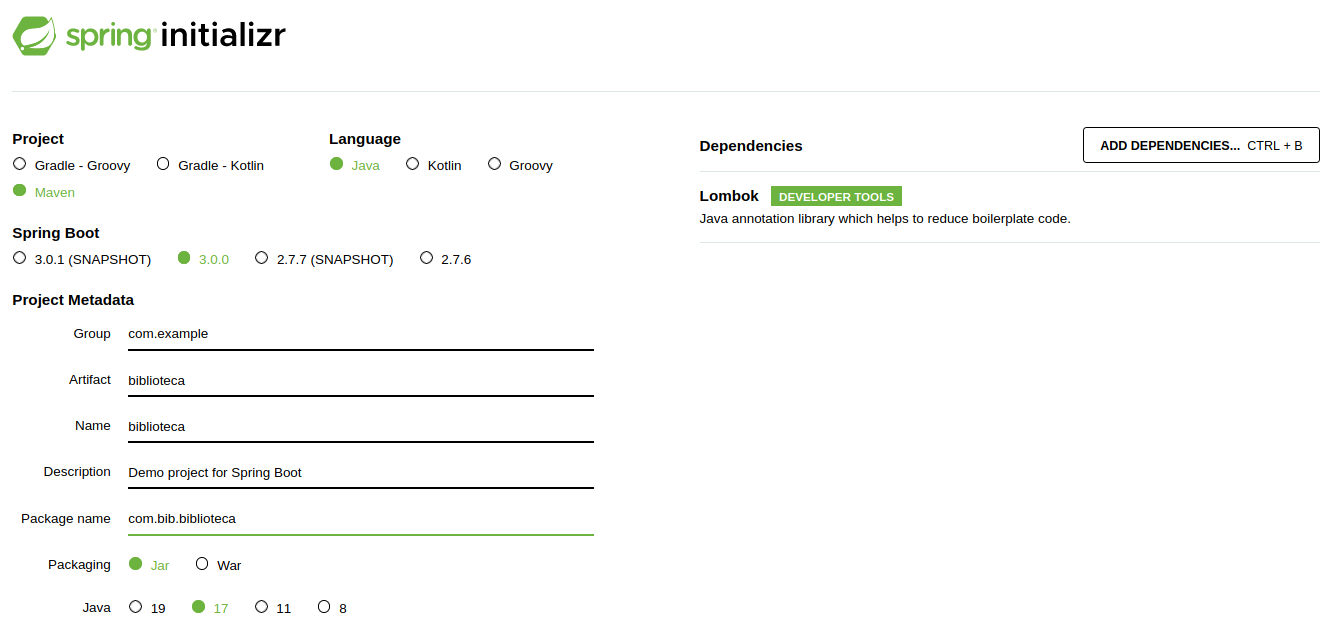 spring initializr
Project
Gradle - Groovy Gradle - Kotlin
Maven
Language
Java Kotlin Groovy
Spring Boot
3.0.1 (SNAPSHOT) 3.0.0 2.7.7 (SNAPSHOT) 2.7.6
Project Metadata
Group com.example
Artifact biblioteca
Name biblioteca
Description Demo project for Spring Boot
Package name com.bib.biblioteca
Packaging Jar War
Java 19 17 11 8
Dependencies ADD DEPENDENCIES... CTRL + B
Lombok DEVELOPER TOOLS
Java annotation library which helps to reduce boilerplate code.